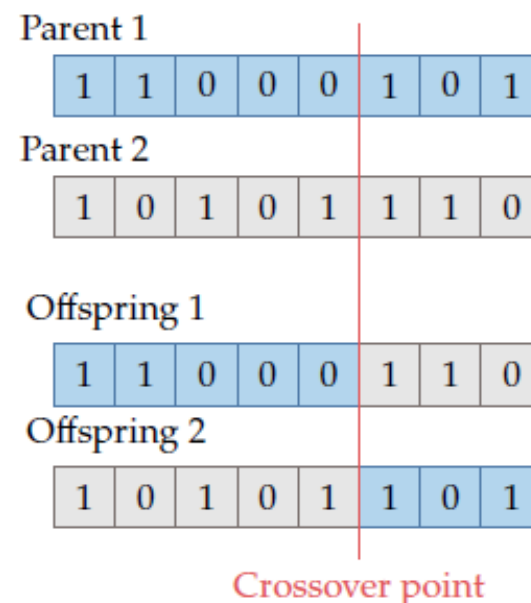 Parent 1
1 1 0 0 0 1 0 1
Parent 2
1 0 1 0 1 1 1 0
Offspring 1
1 1 0 0 0 1 1 0
Offspring 2
1 0 1 0 1 1 0 1
Crossover point